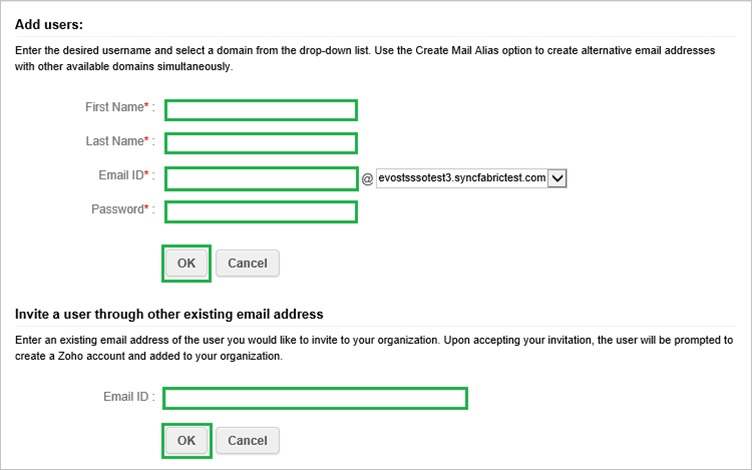 Add users:
Enter the desired username and select a domain from the drop-down list. Use the Create Mail Alias option to create alternative email addresses
with other available domains simultaneously.
First Name* :
Last Name* :
Email ID* : @ evostsssotest3.syncfabrictest.com
Password* :
OK Cancel
Invite a user through other existing email address
Enter an existing email address of the user you would like to invite to your organization. Upon accepting your invitation, the user will be prompted to
create a Zoho account and added to your organization.
Email ID :
OK Cancel